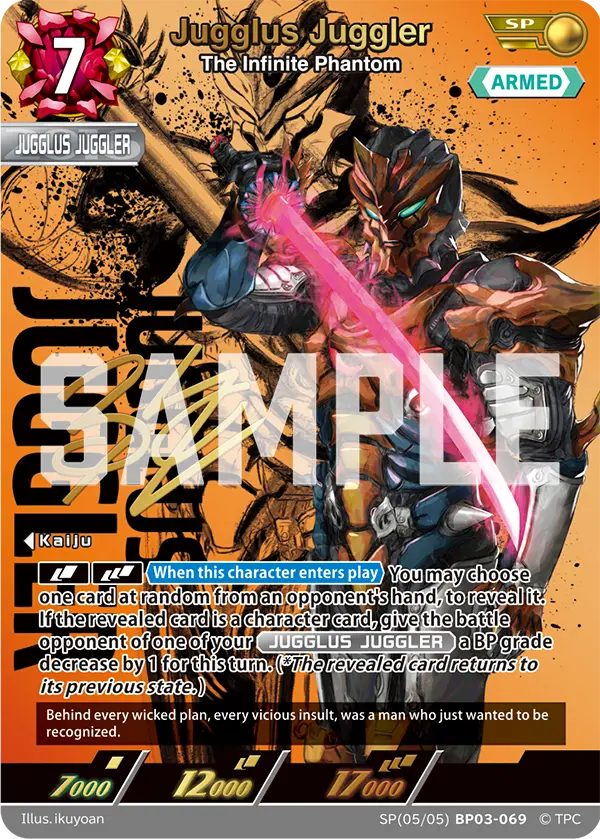 Jugglus Juggler
SP
The Infinite Phantom
7
ARMED
JUGGLUS JUGGLER
JUGGLUS
JUGGLER
SAMPLE
Kaiju
When this character enters play You may choose
one card at random from an opponent's hand, to reveal it.
If the revealed card is a character card, give the battle
opponent of one of your JUGGLUS JUGGLER a BP grade
decrease by 1 for this turn. (*The revealed card returns to
its previous state.)
Behind every wicked plan, every vicious insult, was a man who just wanted to be
recognized.
7000 12000 17000
Illus.ikuyoan SP(05/05) BP03-069 © TPC